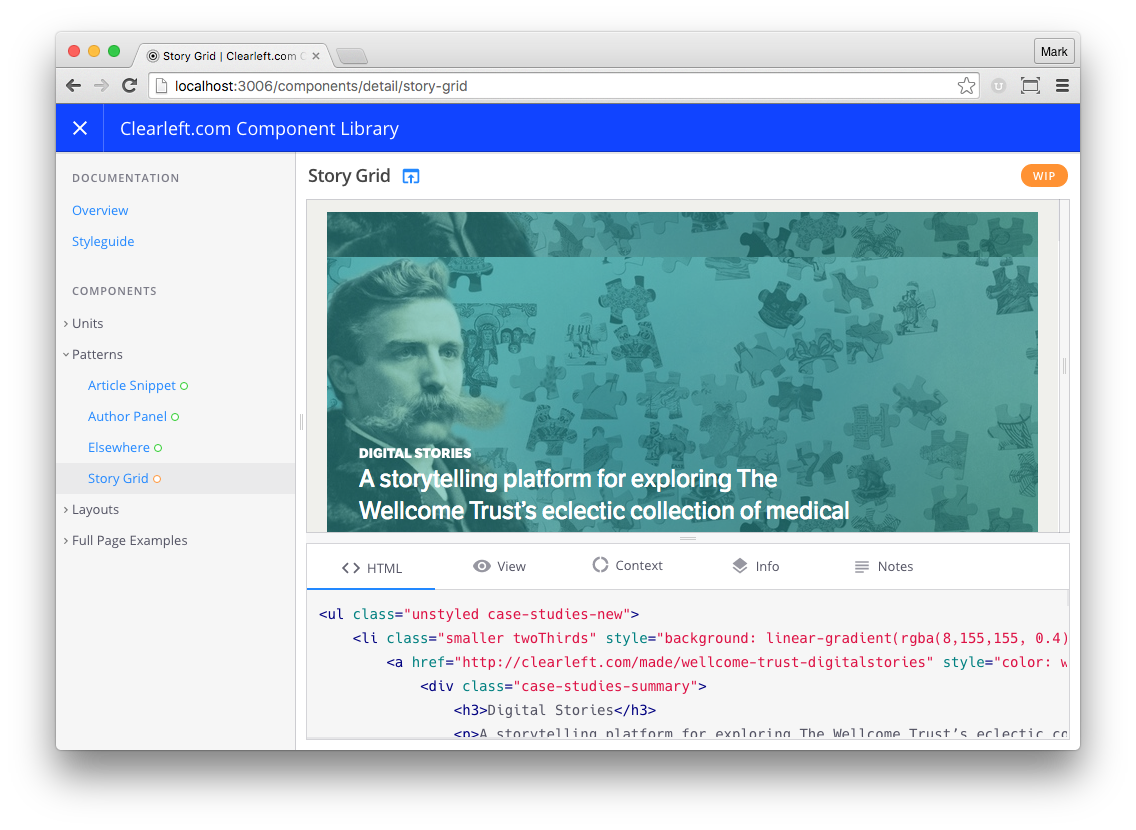 Story Grid | Clearleft.com C
Mark
localhost:3006/components/detail/story-grid
Clearleft.com Component Library
DOCUMENTATION
Overview
Styleguide
COMPONENTS
Units
Patterns
Article Snippet
Author Panel
Elsewhere
Story Grid
Layouts
Full Page Examples
Story Grid
WIP
DIGITAL STORIES
A storytelling platform for exploring The
Wellcome Trust’s eclectic collection of medical
HTML
View
Context
Info
Notes
<ul class="unstyled case-studies-new">
<li class="smaller twoThirds" style="background: linear-gradient(rgba(8,155,155, 0.4)
<a href="http://clearleft.com/made/wellcome-trust-digitalstories" style="color: w
<div class="case-studies-summary">
<h3>Digital Stories</h3>
<p>A storytelling platform for exploring The Wellcome Trust’s eclectic co